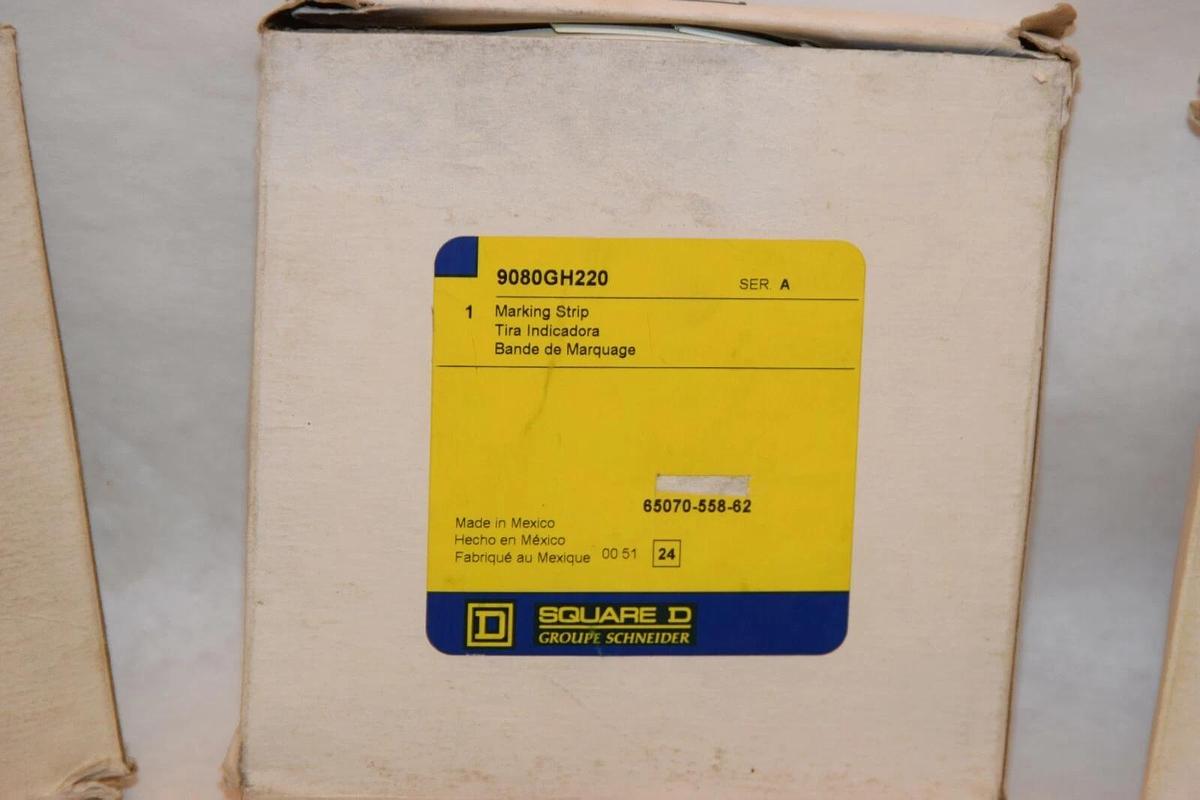 9080GH220 SER. A
1 Marking Strip
Tira Indicadora
Bande de Marquage
65070-558-62
Made in Mexico
Hecho en México
Fabriqué au Mexique 00 51 24
D SQUARE D
GROUPE SCHNEIDER